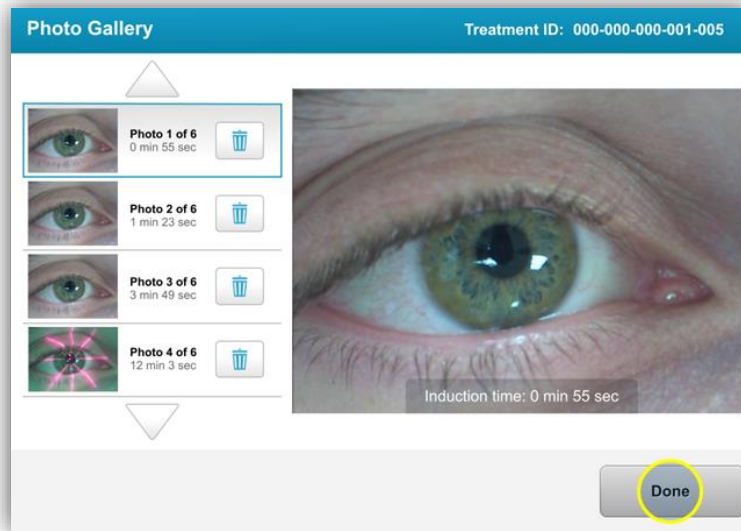 Photo Gallery
Treatment ID: 000-000-000-001-005
Photo 1 of 6
0 min 55 sec
Photo 2 of 6
1 min 23 sec
Photo 3 of 6
3 min 49 sec
Photo 4 of 6
12 min 3 sec
Induction time: 0 min 55 sec
Done